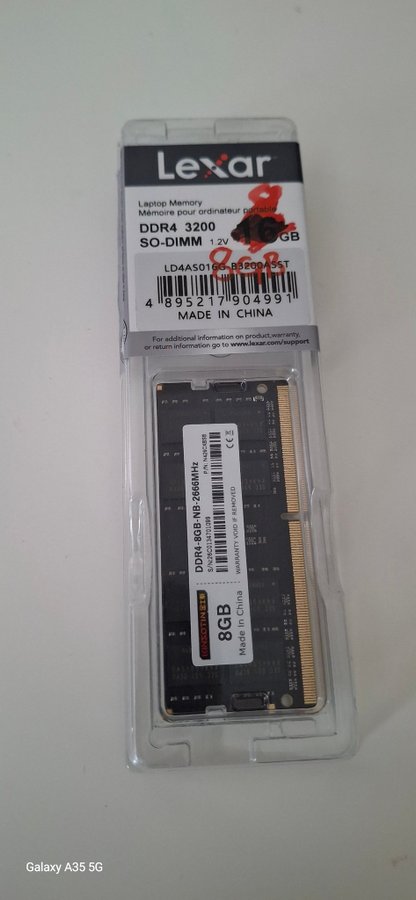 Lexar
Laptop Memory
Mémoire pour ordinateur portable
8
DDR4 3200
SO-DIMM 1.2V 16GB
8GB
LD4AS016G-B3200ASST
4 895217 904991
MADE IN CHINA
For additional information on product, warranty,
or return information go to www.lexar.com/support
DDR4-8GB-NB-2666MHz
WARRANTY VOID IF REMOVED
8GB
Made In China
Galaxy A35 5G